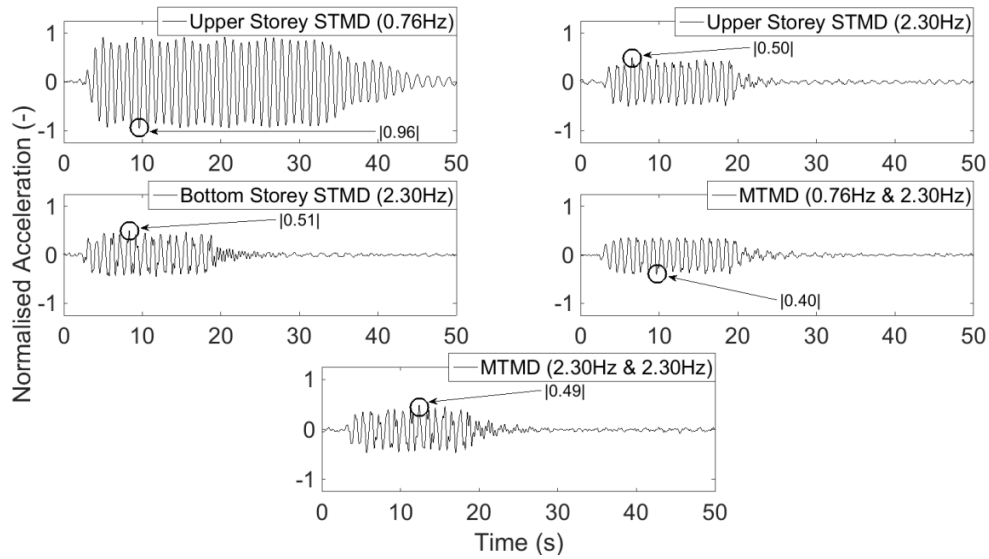 Normalised Acceleration (-)
Upper Storey STMD (0.76Hz)
1
0
-1
|0.96|
0 10 20 30 40 50
Upper Storey STMD (2.30Hz)
1
0
-1
|0.50|
0 10 20 30 40 50
Bottom Storey STMD (2.30Hz)
1
0
-1
|0.51|
0 10 20 30 40 50
MTMD (0.76Hz & 2.30Hz)
1
0
-1
|0.40|
0 10 20 30 40 50
MTMD (2.30Hz & 2.30Hz)
1
0
-1
|0.49|
0 10 20 30 40 50
Time (s)